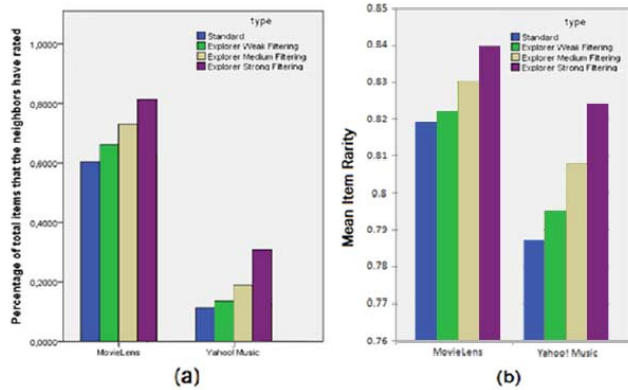 Percentage of total items that the neighbors have rated
1,0000
0,8000
0,6000
0,4000
0,2000
0,0000
type
Standard
Explorer Weak Filtering
Explorer Medium Filtering
Explorer Strong Filtering
MovieLens
Yahoo! Music
(a)
Mean Item Rarity
0.85
0.84
0.83
0.82
0.81
0.8
0.79
0.78
0.77
0.76
type
Standard
Explorer Weak Filtering
Explorer Medium Filtering
Explorer Strong Filtering
MovieLens
Yahoo! Music
(b)